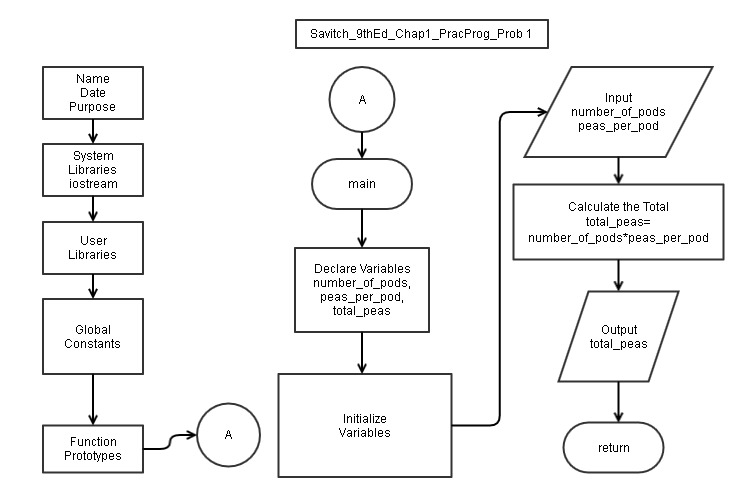 Savitch_9thEd_Chap1_PracProg_Prob 1
Name
Date
Purpose
System
Libraries
iostream
User
Libraries
Global
Constants
Function
Prototypes
A
A
main
Declare Variables
number_of_pods,
peas_per_pod,
total_peas
Initialize
Variables
Input
number_of_pods
peas_per_pod
Calculate the Total
total_peas=
number_of_pods*peas_per_pod
Output
total_peas
return